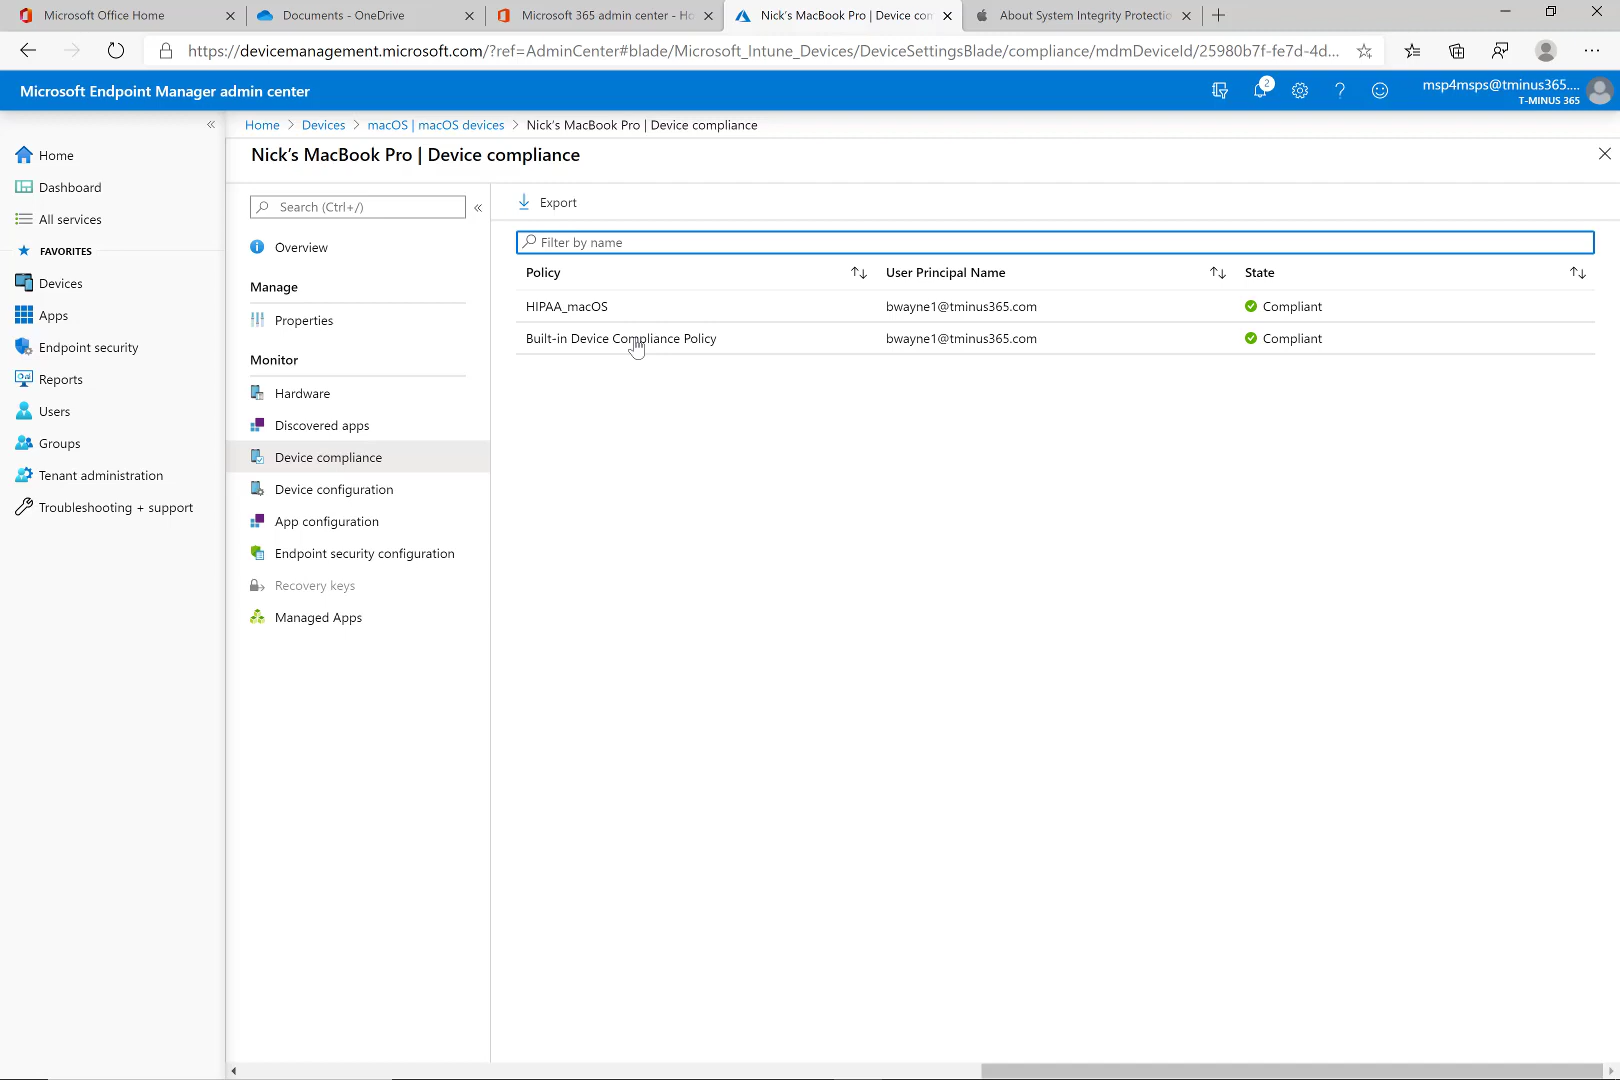 Microsoft Office Home
Documents - OneDrive
Microsoft 365 admin center - Ho
Nick's MacBook Pro | Device com
About System Integrity Protectio
https://devicemanagement.microsoft.com/?ref=AdminCenter#blade/Microsoft_Intune_Devices/DeviceSettingsBlade/compliance/mdmDeviceId/25980b7f-fe7d-4d...
Microsoft Endpoint Manager admin center
2
msp4msps@tminus365....
T-MINUS 365
Home > Devices > macOS | macOS devices > Nick's MacBook Pro | Device compliance
Nick's MacBook Pro | Device compliance
Home
Dashboard
All services
FAVORITES
Devices
Apps
Endpoint security
Reports
Users
Groups
Tenant administration
Troubleshooting + support
Search (Ctrl+/)
Overview
Manage
Properties
Monitor
Hardware
Discovered apps
Device compliance
Device configuration
App configuration
Endpoint security configuration
Recovery keys
Managed Apps
Export
Filter by name
Policy User Principal Name State
HIPAA_macOS bwayne1@tminus365.com Compliant
Built-in Device Compliance Policy bwayne1@tminus365.com Compliant